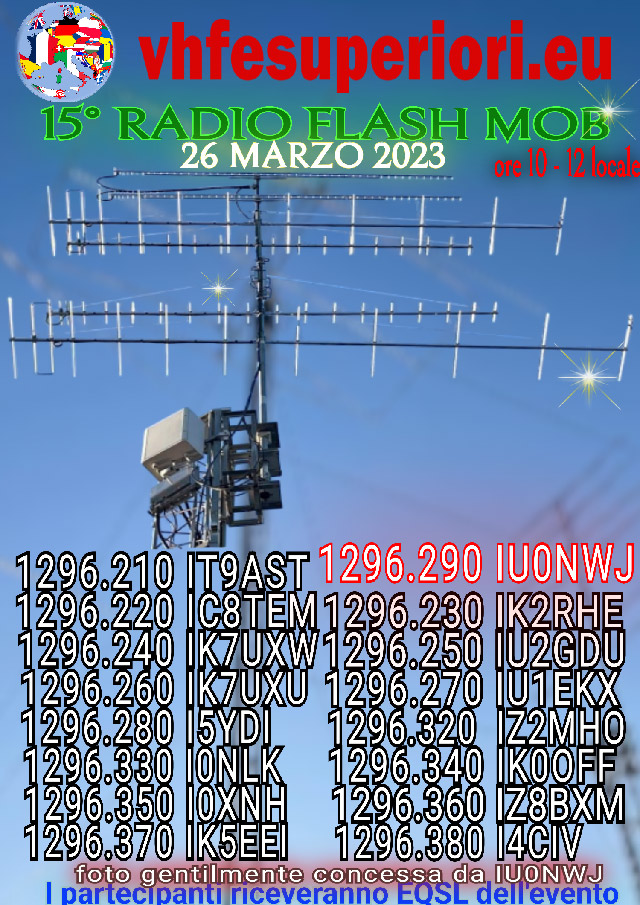 vhfesuperiori.eu
15° RADIO FLASH MOB
26 MARZO 2023
ore 10 - 12 locale
1296.210 IT9AST 1296.290 IU0NWJ
1296.220 IC8TEM 1296.230 IK2RHE
1296.240 IK7UXW 1296.250 IU2GDU
1296.260 IK7UXU 1296.270 IU1EKX
1296.280 I5YDI 1296.320 IZ2MHO
1296.330 I0NLK 1296.340 IK0OFF
1296.350 I0XNH 1296.360 IZ8BXM
1296.370 IK5EEI 1296.380 I4CIV
foto gentilmente concessa da IU0NWJ
I partecipanti riceveranno EQSL dell'evento